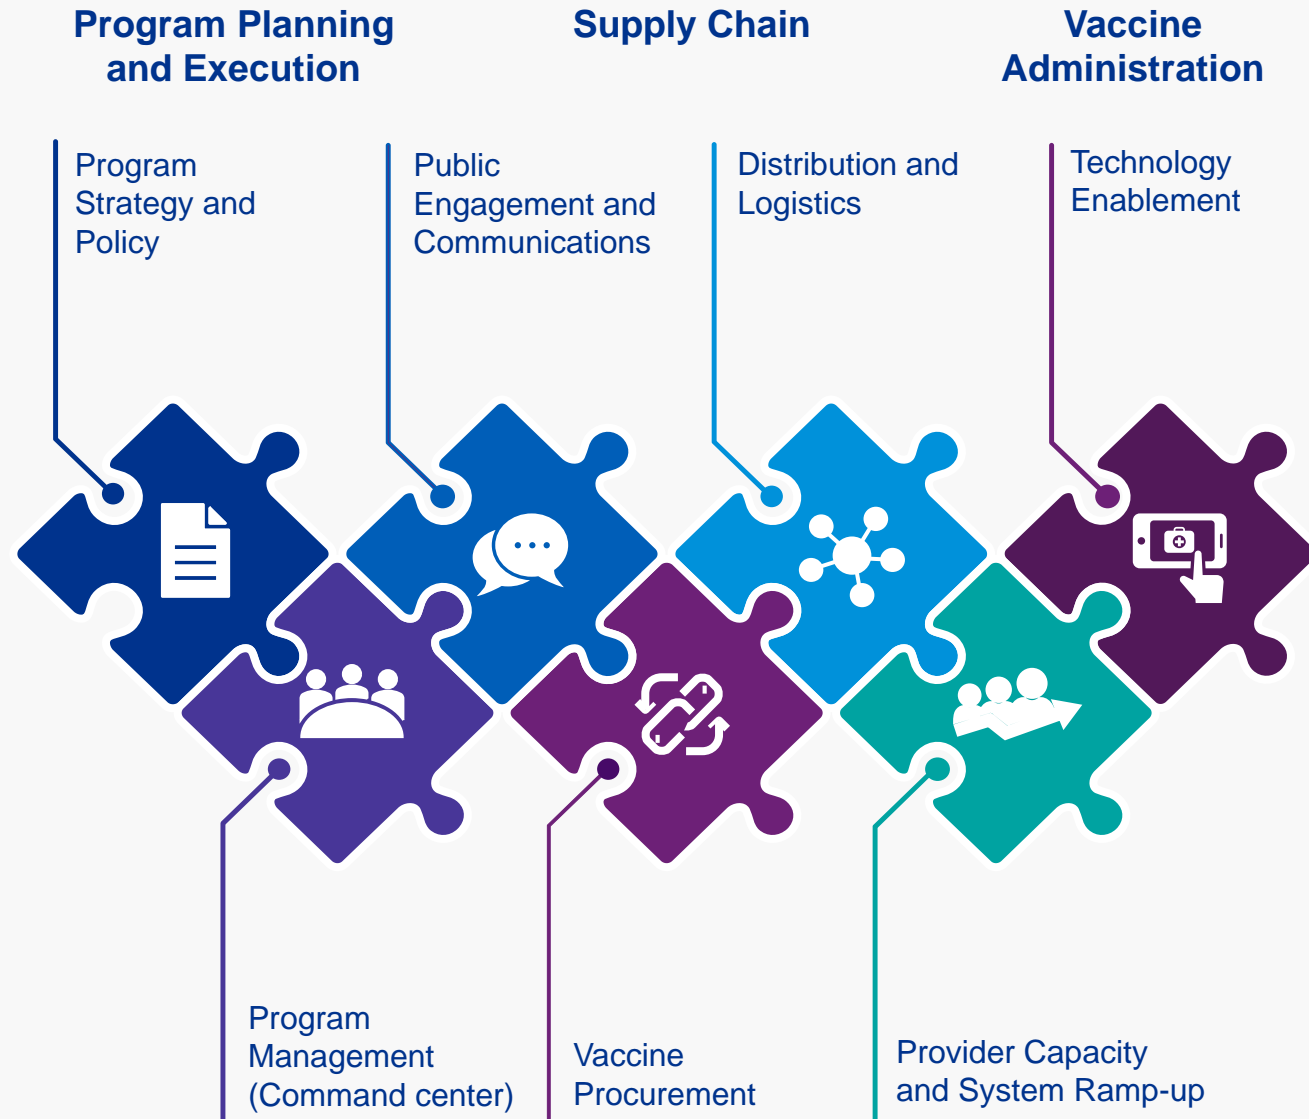 Program Planning
and Execution
Supply Chain
Vaccine
Administration
Program
Strategy and
Policy
Public
Engagement and
Communications
Distribution and
Logistics
Technology
Enablement
Program
Management
(Command center)
Vaccine
Procurement
Provider Capacity
and System Ramp-up